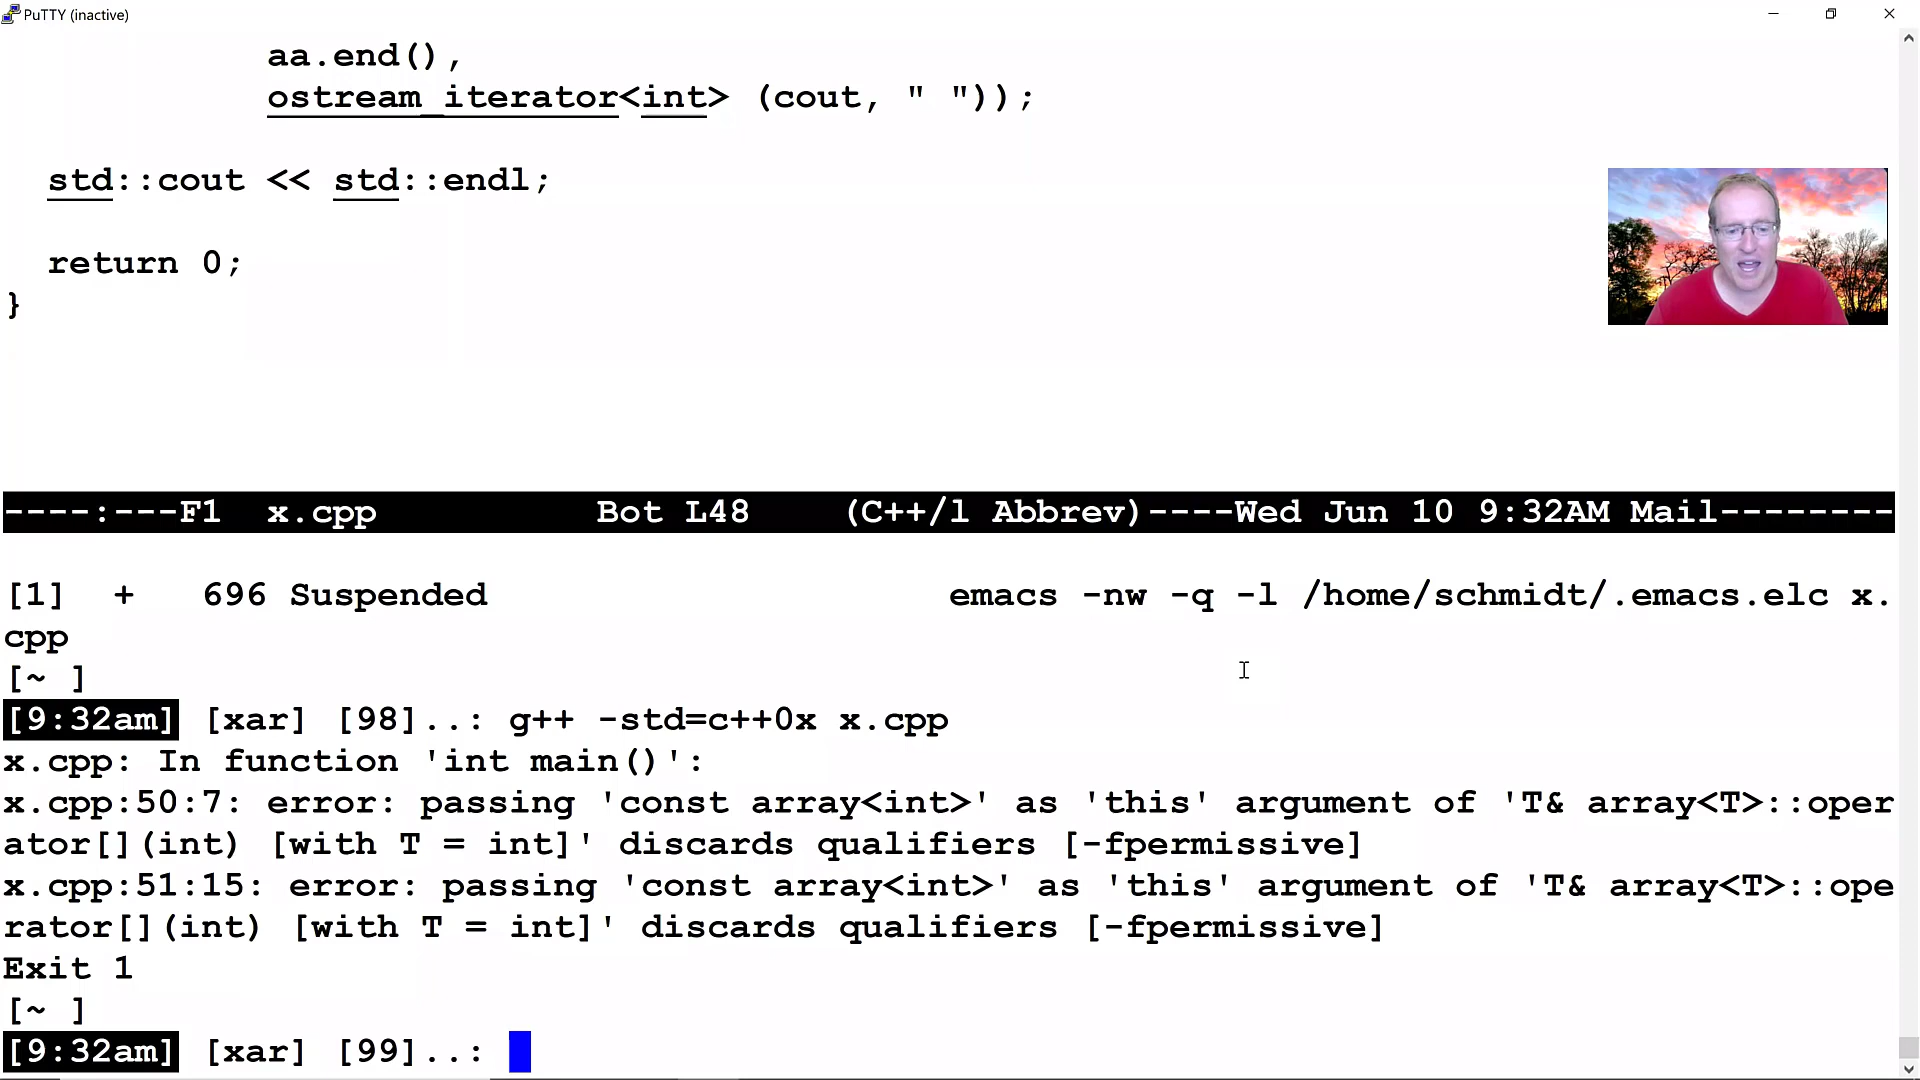 PuTTY (inactive)
aa.end(),
ostream_iterator<int> (cout, " "));
std::cout << std::endl;
return 0;
}
----:---F1  x.cpp          Bot L48    (C++/l Abbrev)----Wed Jun 10 9:32AM Mail--------
[1]  +   696 Suspended                     emacs -nw -q -l /home/schmidt/.emacs.elc x.
cpp
[~ ]
[9:32am] [xar] [98]..: g++ -std=c++0x x.cpp
x.cpp: In function 'int main()':
x.cpp:50:7: error: passing 'const array<int>' as 'this' argument of 'T& array<T>::oper
ator[](int) [with T = int]' discards qualifiers [-fpermissive]
x.cpp:51:15: error: passing 'const array<int>' as 'this' argument of 'T& array<T>::ope
rator[](int) [with T = int]' discards qualifiers [-fpermissive]
Exit 1
[~ ]
[9:32am] [xar] [99]..: